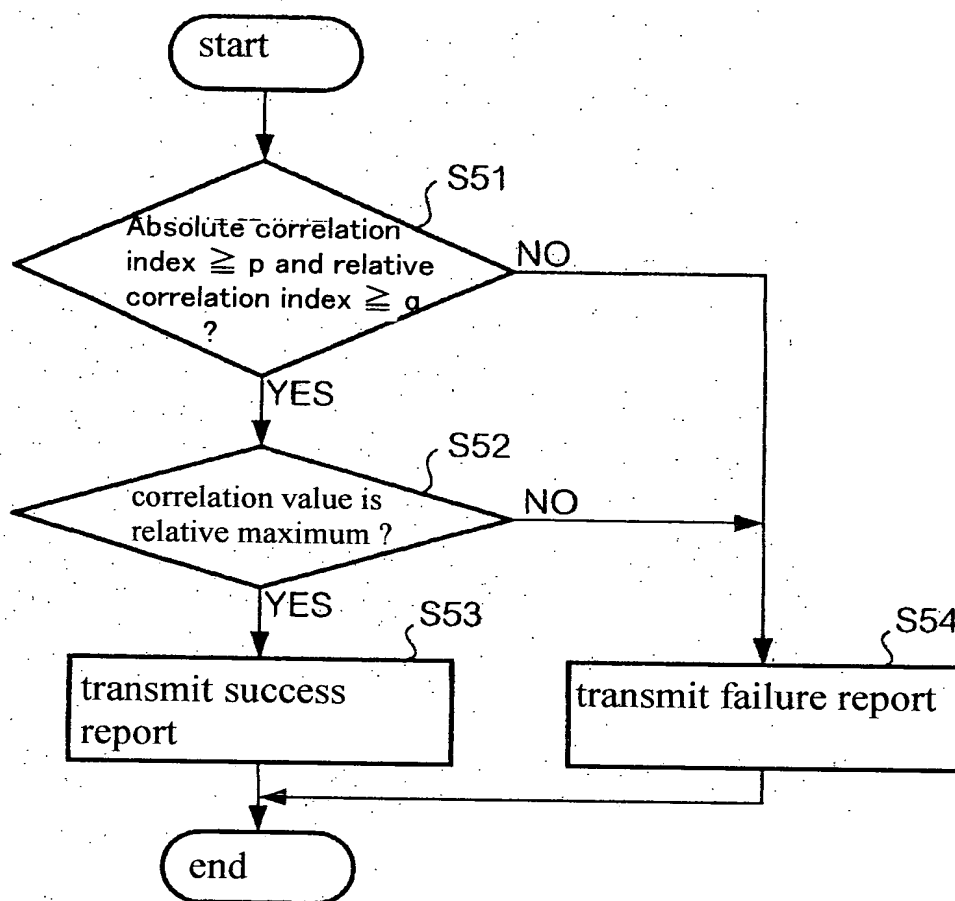 start
S51
Absolute correlation
index ≧ p and relative
correlation index ≧ q
?
NO
YES
S52
correlation value is
relative maximum ?
NO
YES
S53
transmit success
report
S54
transmit failure report
end